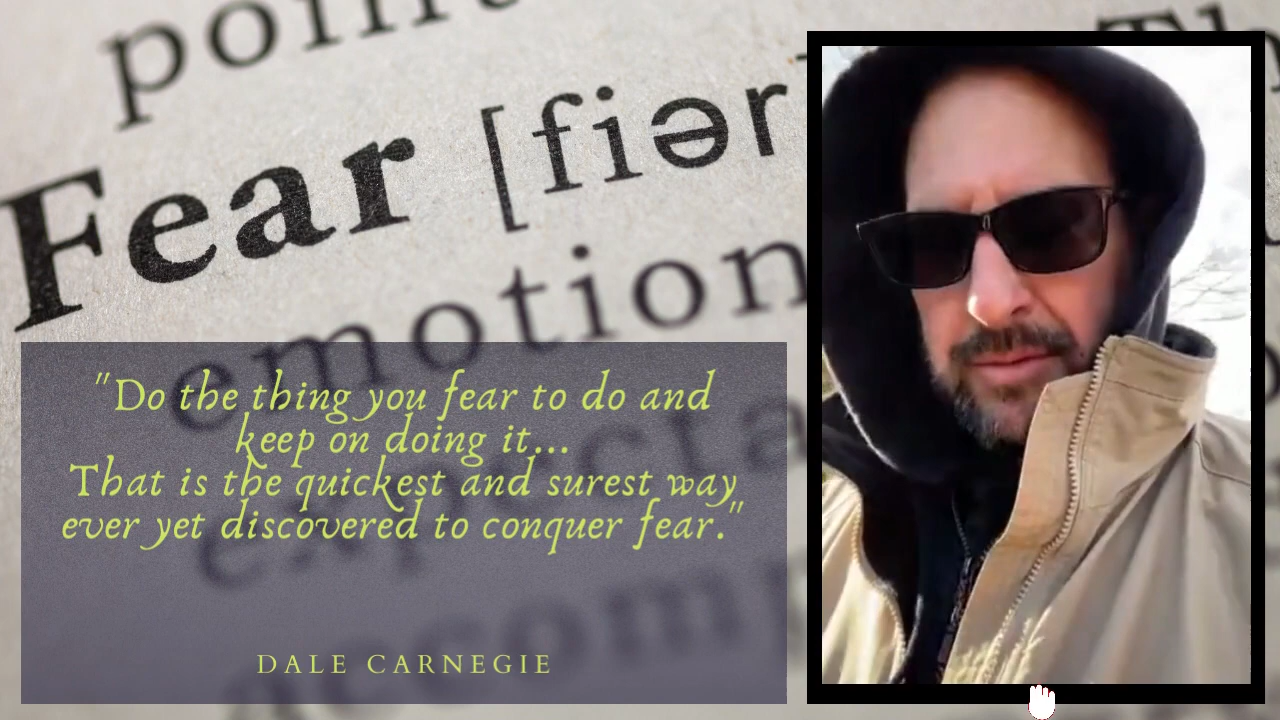 point
Fear [fiər
emotion
"Do the thing you fear to do and
keep on doing it...
That is the quickest and surest way
ever yet discovered to conquer fear."
DALE CARNEGIE